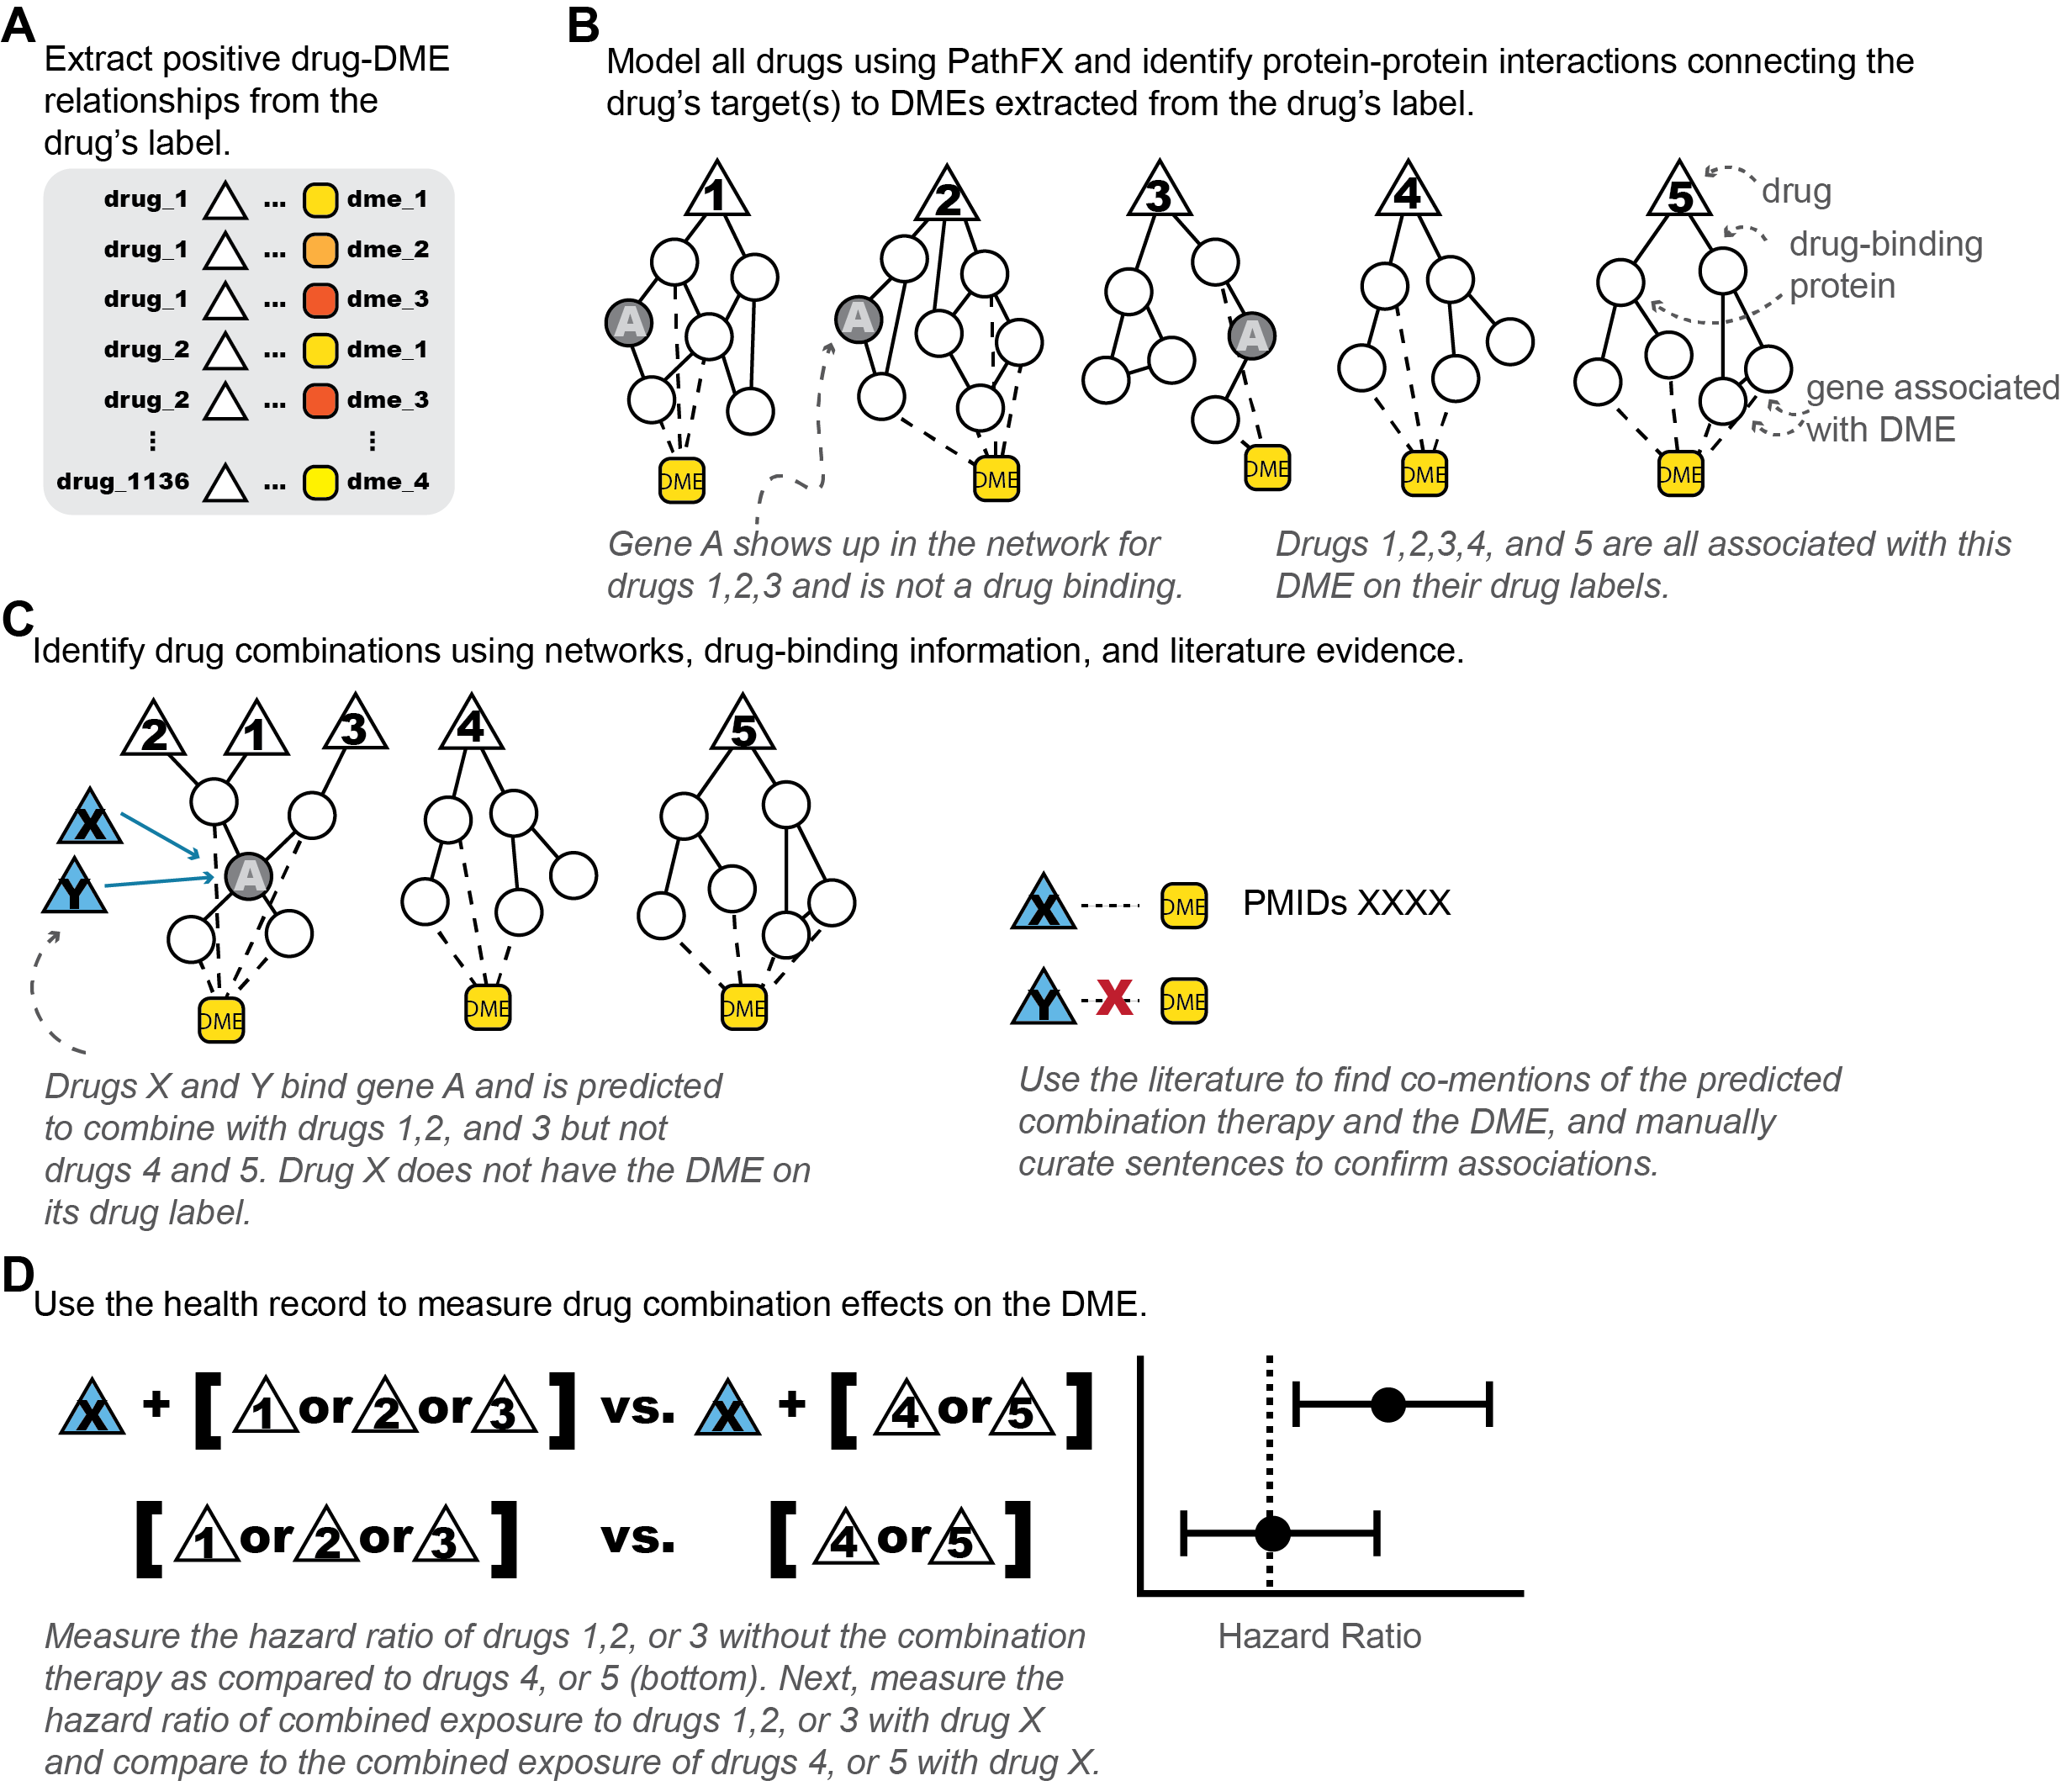 A
Extract positive drug-DME
relationships from the
drug's label.
drug_1 ... dme_1
drug_1 ... dme_2
drug_1 ... dme_3
drug_2 ... dme_1
drug_2 ... dme_3
drug_1136 ... dme_4
B
Model all drugs using PathFX and identify protein-protein interactions connecting the
drug's target(s) to DMEs extracted from the drug's label.
1 2 3 4 5
drug
drug-binding
protein
A A A
gene associated
with DME
DME DME DME DME DME
Gene A shows up in the network for
drugs 1,2,3 and is not a drug binding.
Drugs 1,2,3,4, and 5 are all associated with this
DME on their drug labels.
C
Identify drug combinations using networks, drug-binding information, and literature evidence.
2 1 3 4 5
X
Y
A
DME DME DME
X DME PMIDs XXXX
Y X DME
Drugs X and Y bind gene A and is predicted
to combine with drugs 1,2, and 3 but not
drugs 4 and 5. Drug X does not have the DME on
its drug label.
Use the literature to find co-mentions of the predicted
combination therapy and the DME, and manually
curate sentences to confirm associations.
D
Use the health record to measure drug combination effects on the DME.
X + [ 1 or 2 or 3 ] vs. X + [ 4 or 5 ]
[ 1 or 2 or 3 ] vs. [ 4 or 5 ]
Hazard Ratio
Measure the hazard ratio of drugs 1,2, or 3 without the combination
therapy as compared to drugs 4, or 5 (bottom). Next, measure the
hazard ratio of combined exposure to drugs 1,2, or 3 with drug X
and compare to the combined exposure of drugs 4, or 5 with drug X.